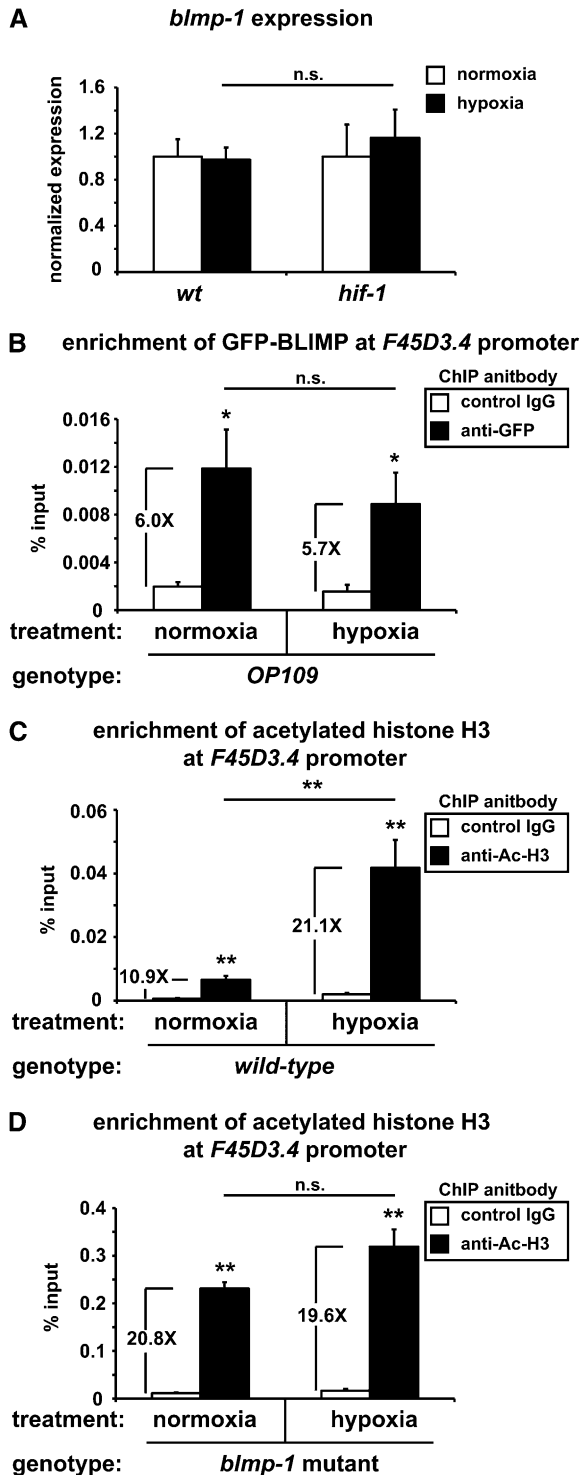 A
blmp-1 expression
n.s.
normoxia
hypoxia
normalized expression
1.6
1.2
0.8
0.4
0
wt hif-1
B
enrichment of GFP-BLIMP at F45D3.4 promoter
n.s.
ChIP anitbody
control IgG
anti-GFP
% input
0.016
0.012
0.008
0.004
0
* *
6.0X
5.7X
treatment: normoxia hypoxia
genotype: OP109
C
enrichment of acetylated histone H3
at F45D3.4 promoter
**
ChIP anitbody
control IgG
anti-Ac-H3
% input
0.06
0.04
0.02
0
** **
10.9X
21.1X
treatment: normoxia hypoxia
genotype: wild-type
D
enrichment of acetylated histone H3
at F45D3.4 promoter
n.s.
ChIP anitbody
control IgG
anti-Ac-H3
% input
0.4
0.3
0.2
0.1
0
** **
20.8X
19.6X
treatment: normoxia hypoxia
genotype: blmp-1 mutant